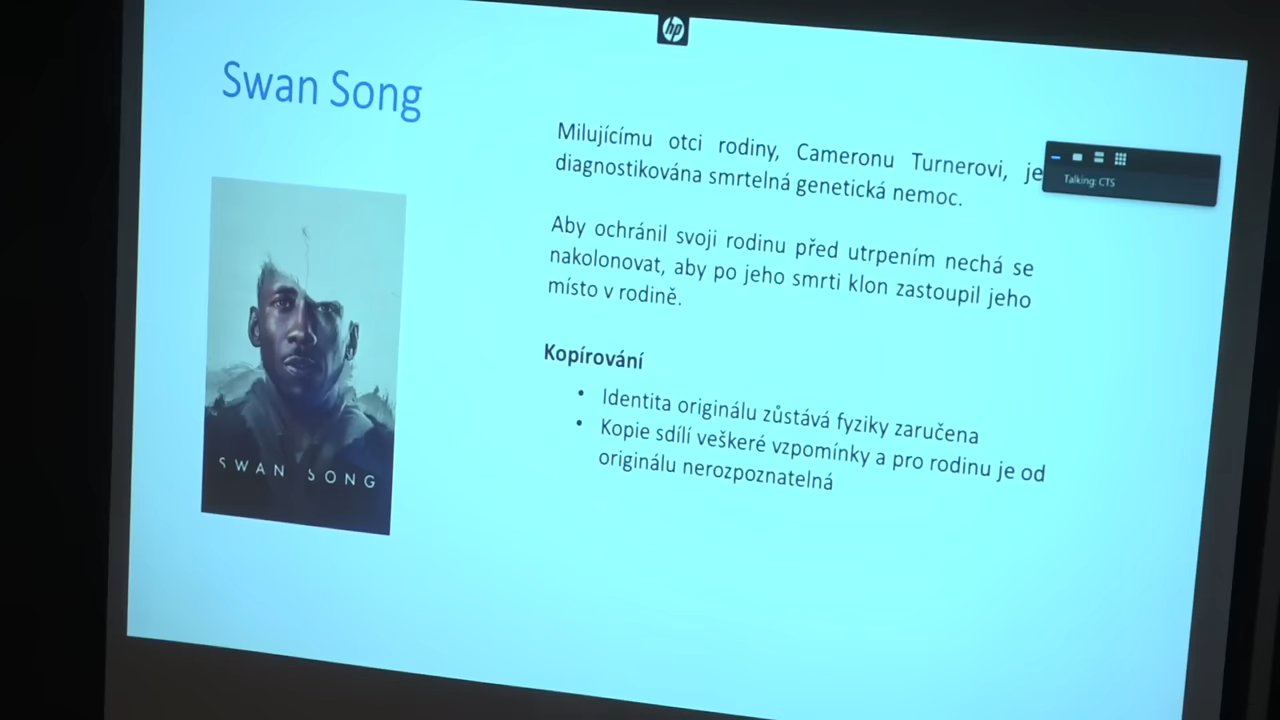 hp
Swan Song
Milujícímu otci rodiny, Cameronu Turnerovi, je
diagnostikována smrtelná genetická nemoc.
Talking: CTS
Aby ochránil svoji rodinu před utrpením nechá se
nakolonovat, aby po jeho smrti klon zastoupil jeho
místo v rodině.
Kopírování
• Identita originálu zůstává fyziky zaručena
• Kopie sdílí veškeré vzpomínky a pro rodinu je od
originálu nerozpoznatelná
SWAN SONG